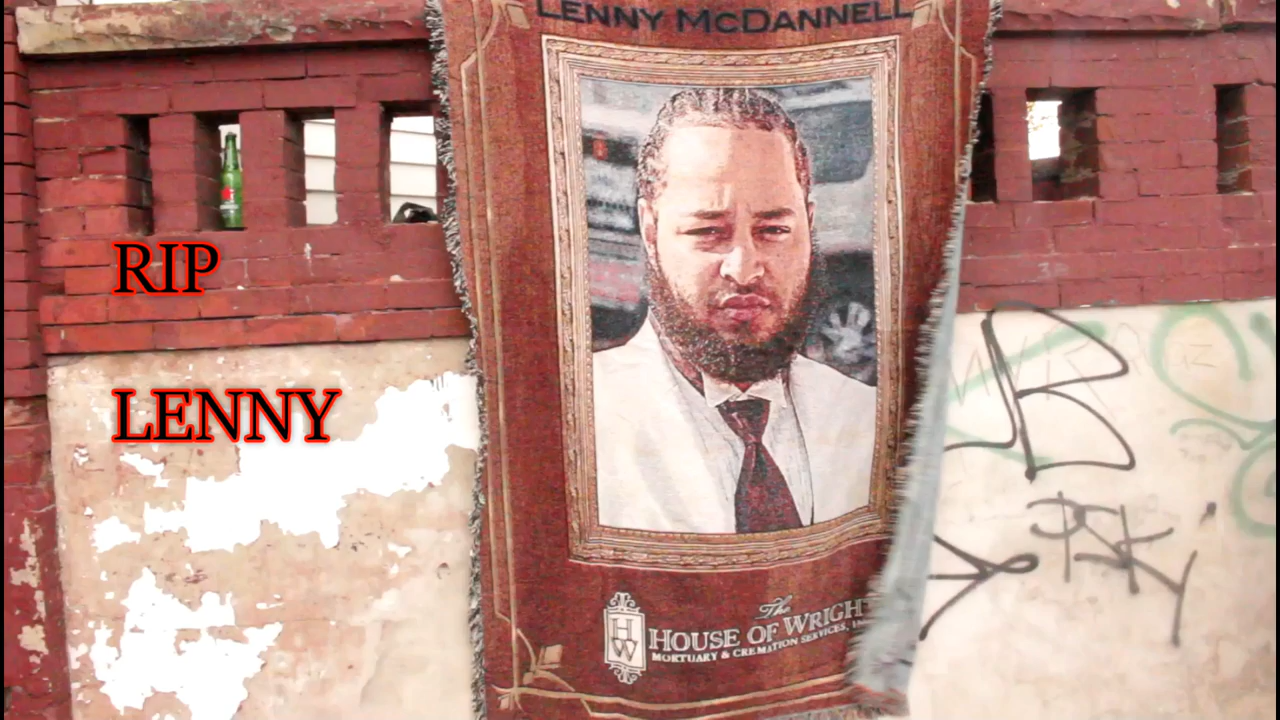 LENNY MCDANNELL
RIP
LENNY
The
HW HOUSE OF WRIGHT
MORTUARY & CREMATION SERVICES,